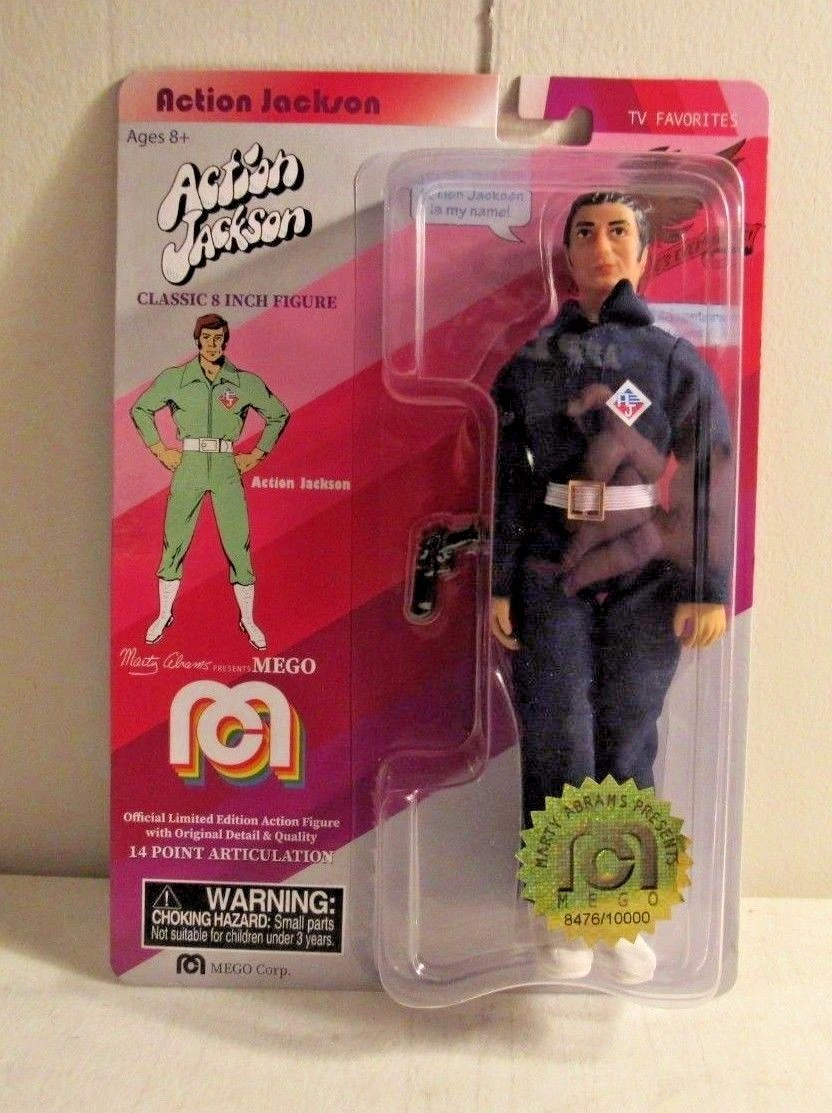 Action Jackson
TV FAVORITES
Ages 8+
Action
Jackson
Action Jackson
is my name!
CLASSIC 8 INCH FIGURE
Action Jackson
Marty Abrams PRESENTS MEGO
Official Limited Edition Action Figure
with Original Detail & Quality
14 POINT ARTICULATION
WARNING:
CHOKING HAZARD: Small parts
Not suitable for children under 3 years.
MEGO Corp.
MARTY ABRAMS PRESENTS
MEGO
8476/10000